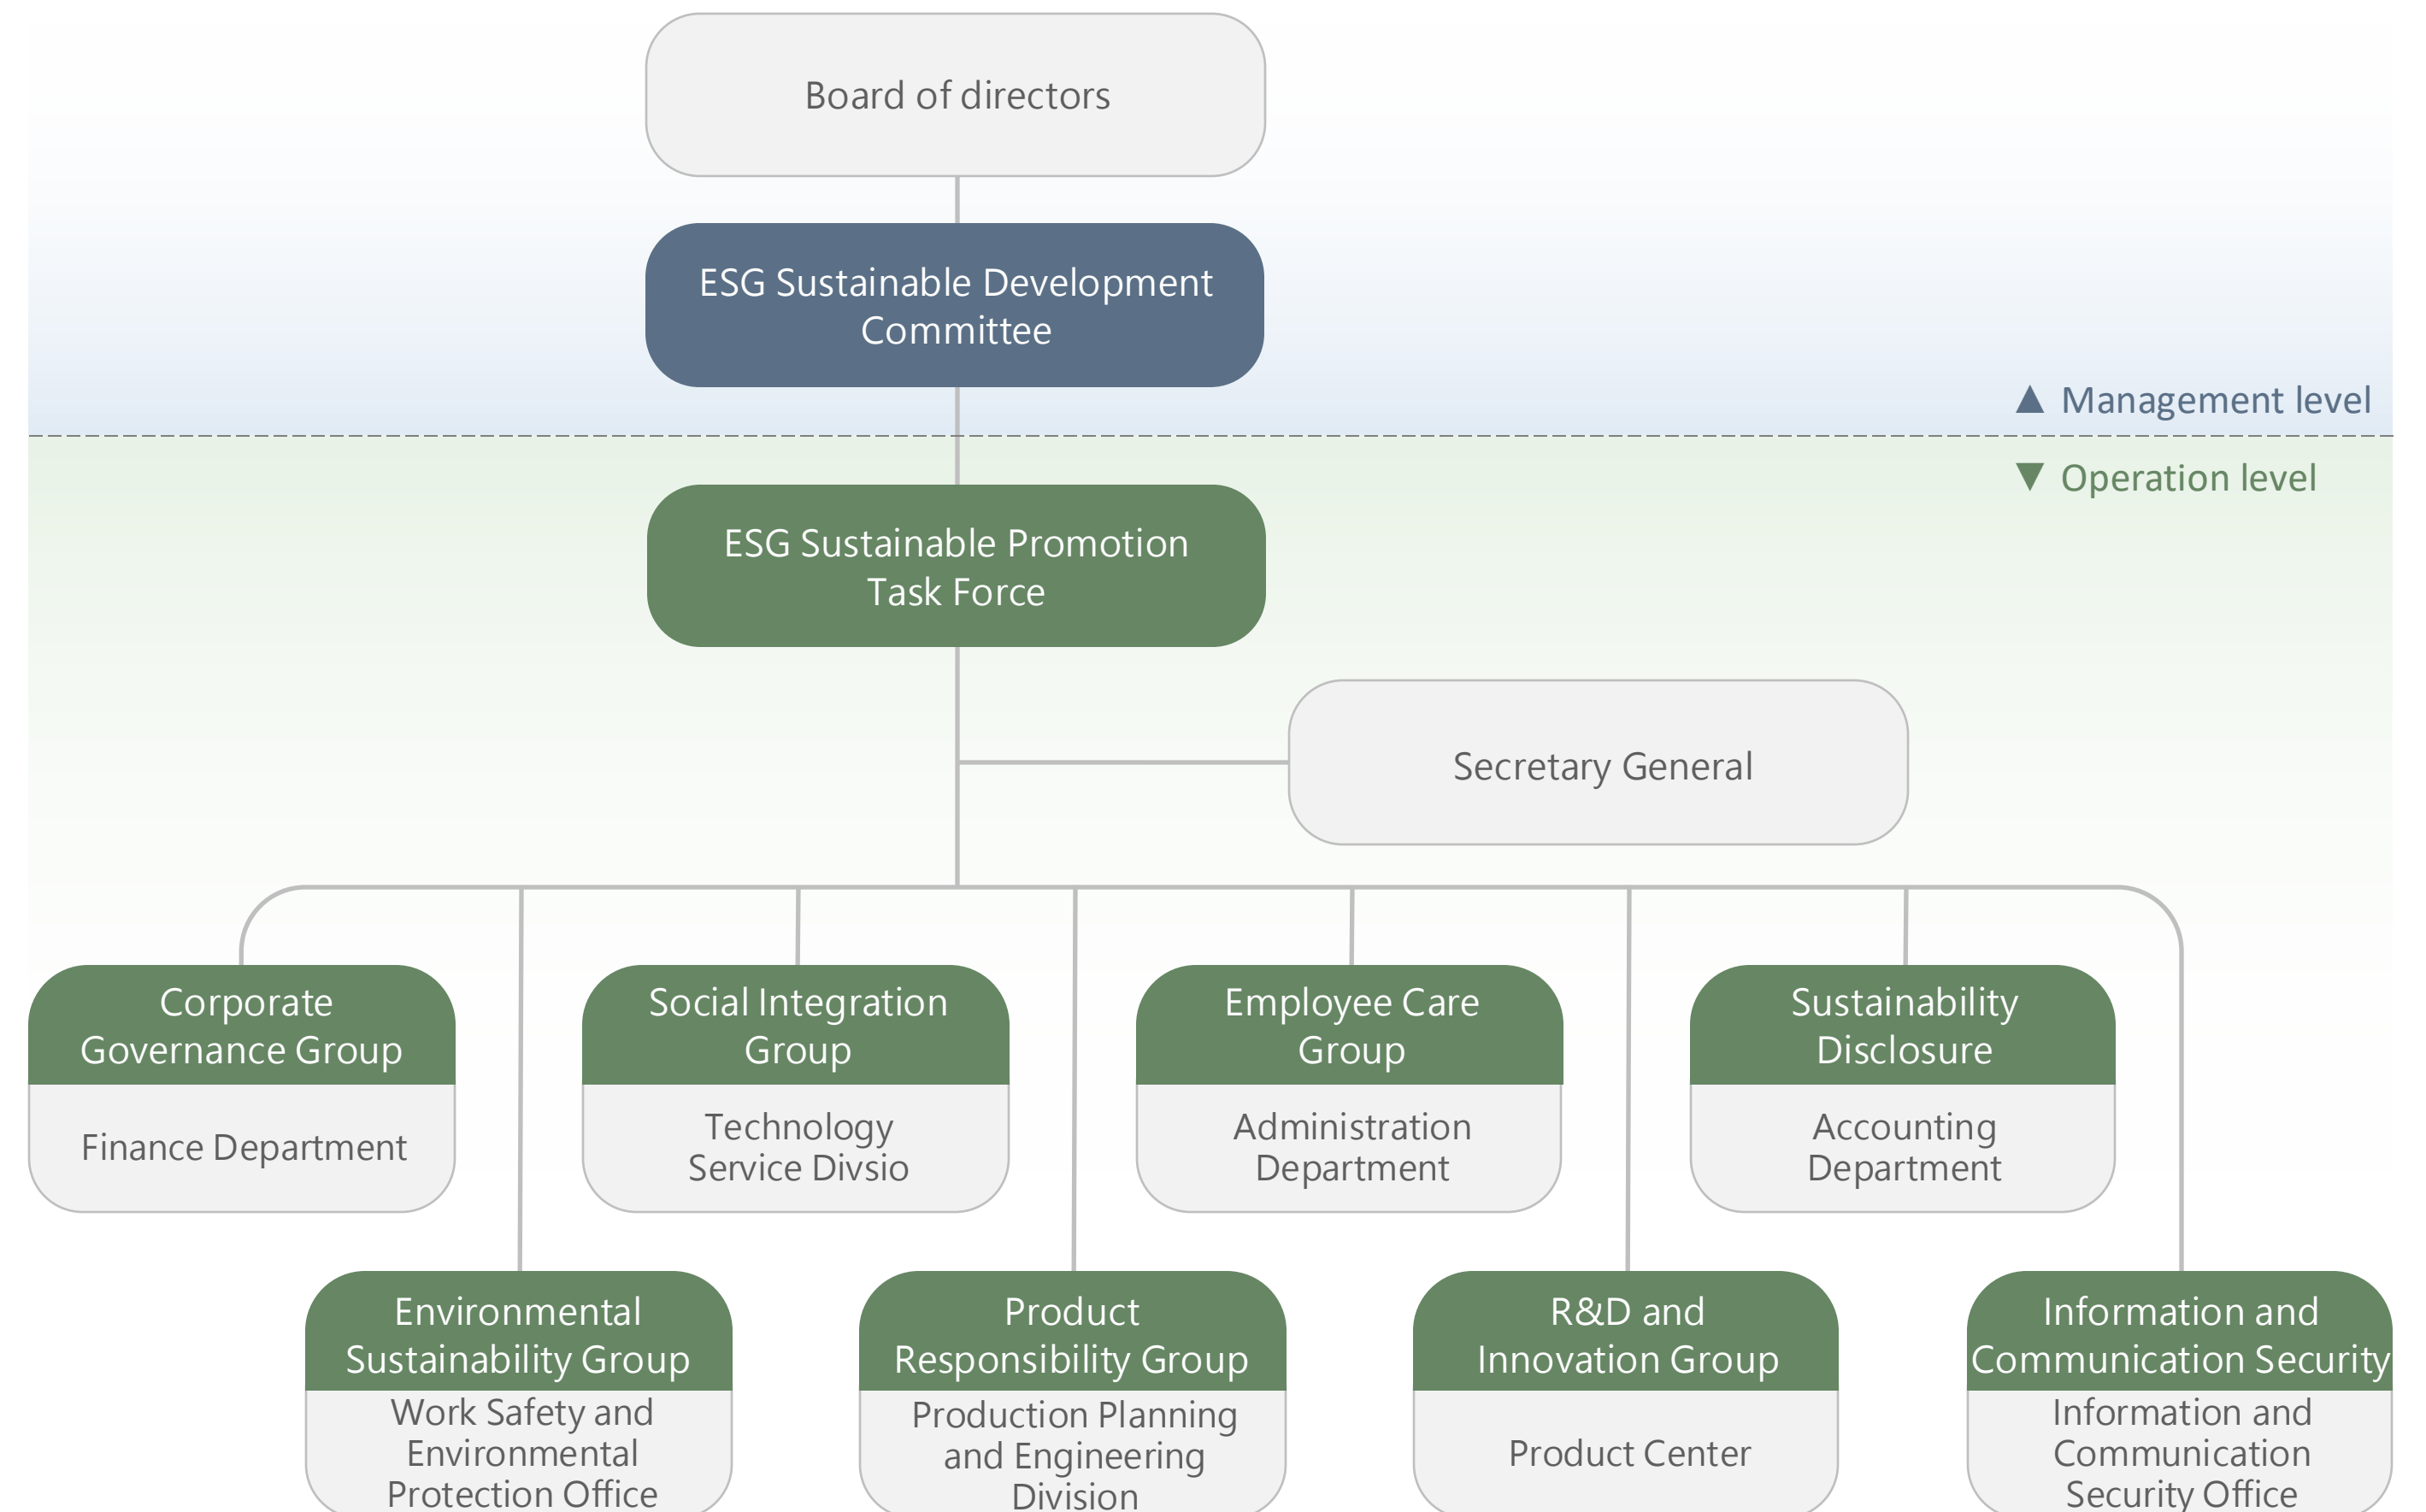 Board of directors
ESG Sustainable Development
Committee
▲ Management level
▼ Operation level
ESG Sustainable Promotion
Task Force
Secretary General
Corporate
Governance Group
Finance Department
Social Integration
Group
Technology
Service Divsio
Employee Care
Group
Administration
Department
Sustainability
Disclosure
Accounting
Department
Environmental
Sustainability Group
Work Safety and
Environmental
Protection Office
Product
Responsibility Group
Production Planning
and Engineering
Division
R&D and
Innovation Group
Product Center
Information and
Communication Security
Information and
Communication
Security Office